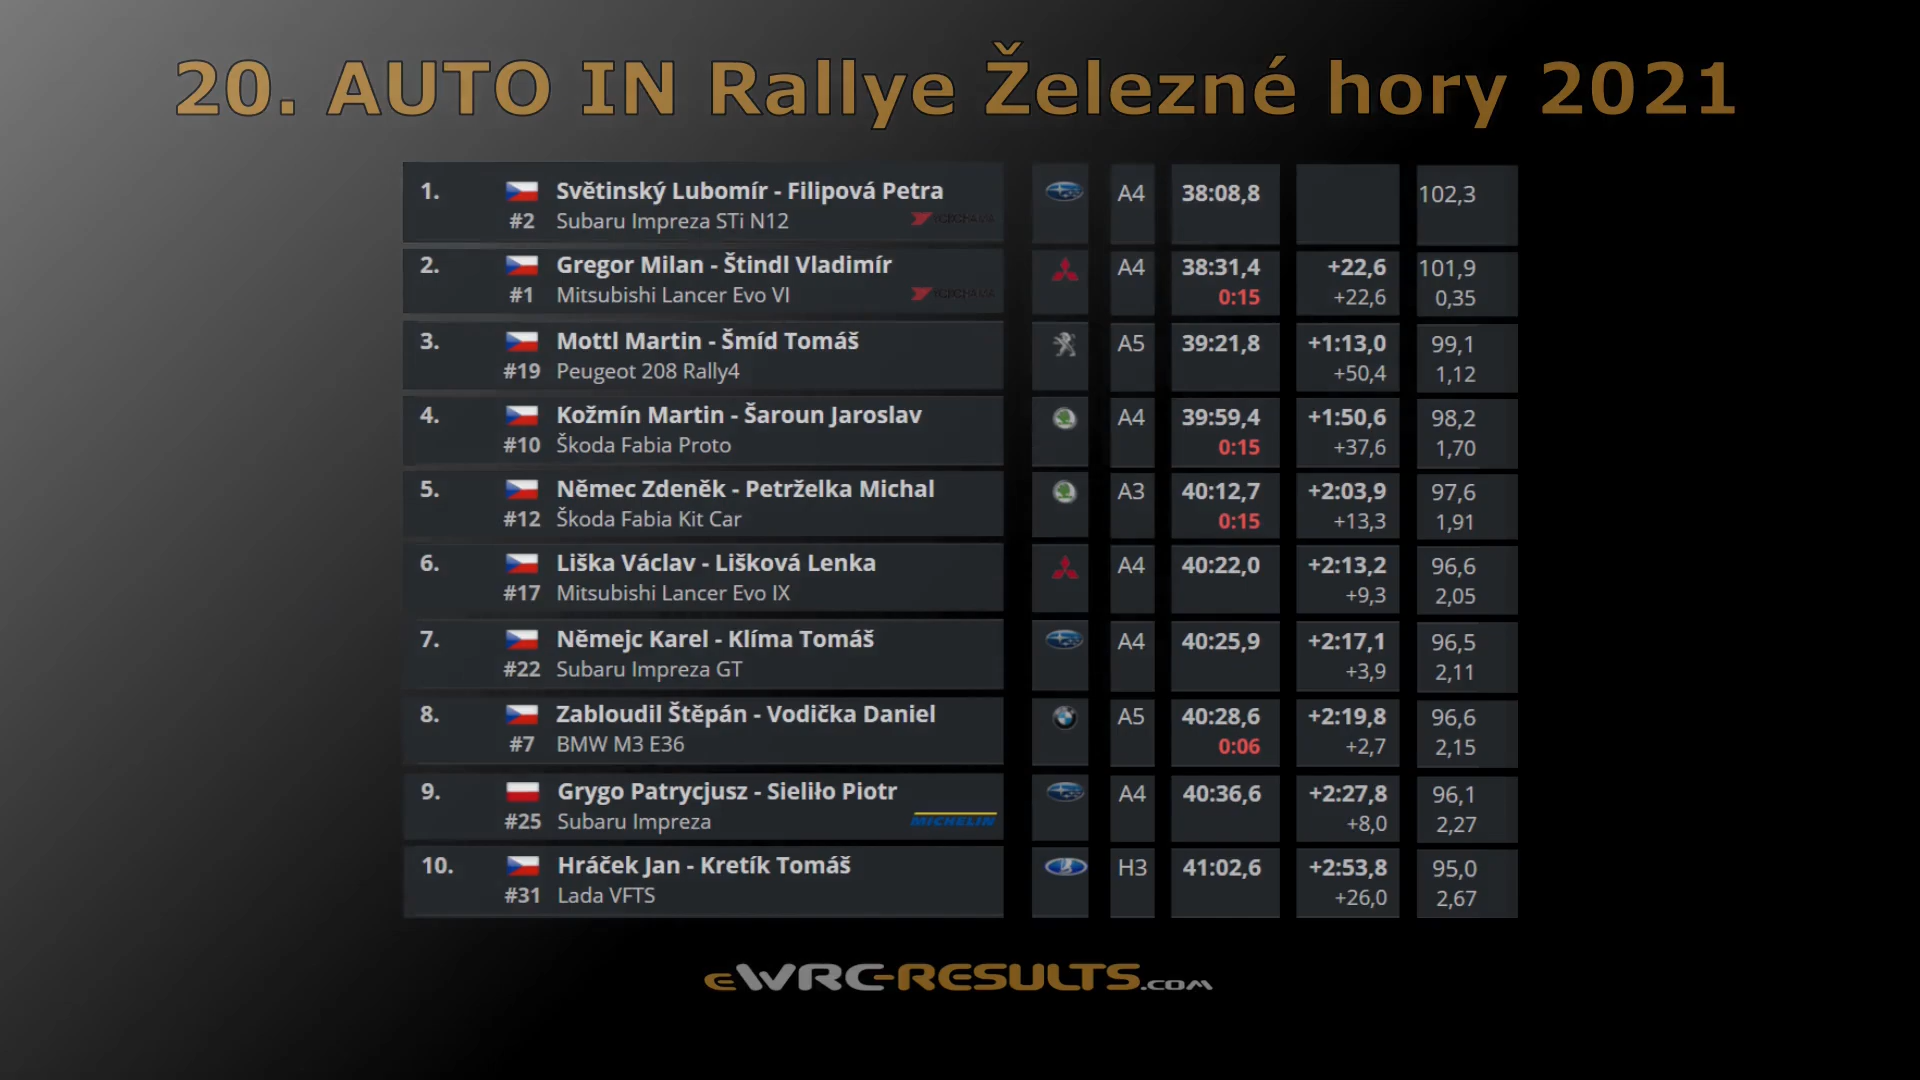 20. AUTO IN Rallye Železné hory 2021
1. Světinský Lubomír - Filipová Petra A4 38:08,8 102,3
#2 Subaru Impreza STi N12 YOKOHAMA
2. Gregor Milan - Štindl Vladimír A4 38:31,4 +22,6 101,9
#1 Mitsubishi Lancer Evo VI YOKOHAMA 0:15 +22,6 0,35
3. Mottl Martin - Šmíd Tomáš A5 39:21,8 +1:13,0 99,1
#19 Peugeot 208 Rally4 +50,4 1,12
4. Kožmín Martin - Šaroun Jaroslav A4 39:59,4 +1:50,6 98,2
#10 Škoda Fabia Proto 0:15 +37,6 1,70
5. Němec Zdeněk - Petrželka Michal A3 40:12,7 +2:03,9 97,6
#12 Škoda Fabia Kit Car 0:15 +13,3 1,91
6. Liška Václav - Lišková Lenka A4 40:22,0 +2:13,2 96,6
#17 Mitsubishi Lancer Evo IX +9,3 2,05
7. Němejc Karel - Klíma Tomáš A4 40:25,9 +2:17,1 96,5
#22 Subaru Impreza GT +3,9 2,11
8. Zabloudil Štěpán - Vodička Daniel A5 40:28,6 +2:19,8 96,6
#7 BMW M3 E36 0:06 +2,7 2,15
9. Grygo Patrycjusz - Sieliło Piotr A4 40:36,6 +2:27,8 96,1
#25 Subaru Impreza MICHELIN +8,0 2,27
10. Hráček Jan - Kretík Tomáš H3 41:02,6 +2:53,8 95,0
#31 Lada VFTS +26,0 2,67
eWRC-RESULTS.COM